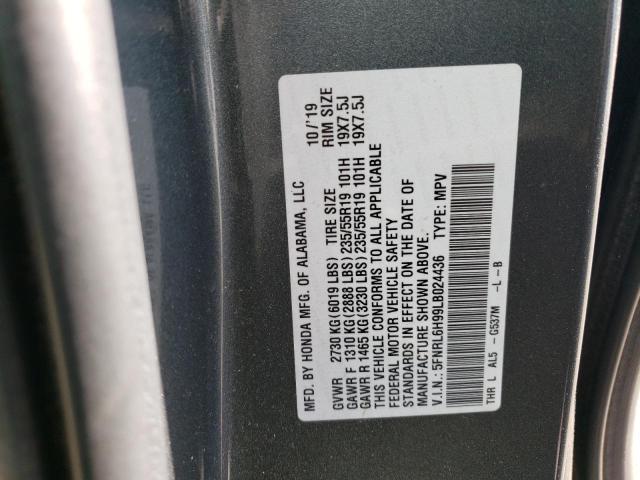 MFD. BY HONDA MFG. OF ALABAMA, LLC 10/'19
GVWR 2730 KG(6019 LBS) TIRE SIZE RIM SIZE
GAWR F 1310 KG(2888 LBS) 235/55R19 101H 19X7.5J
GAWR R 1465 KG(3230 LBS) 235/55R19 101H 19X7.5J
THIS VEHICLE CONFORMS TO ALL APPLICABLE
FEDERAL MOTOR VEHICLE SAFETY
STANDARDS IN EFFECT ON THE DATE OF
MANUFACTURE SHOWN ABOVE.
V.I.N.: 5FNRL6H99LB024436 TYPE: MPV
THR L AL5 - G537M -L-B